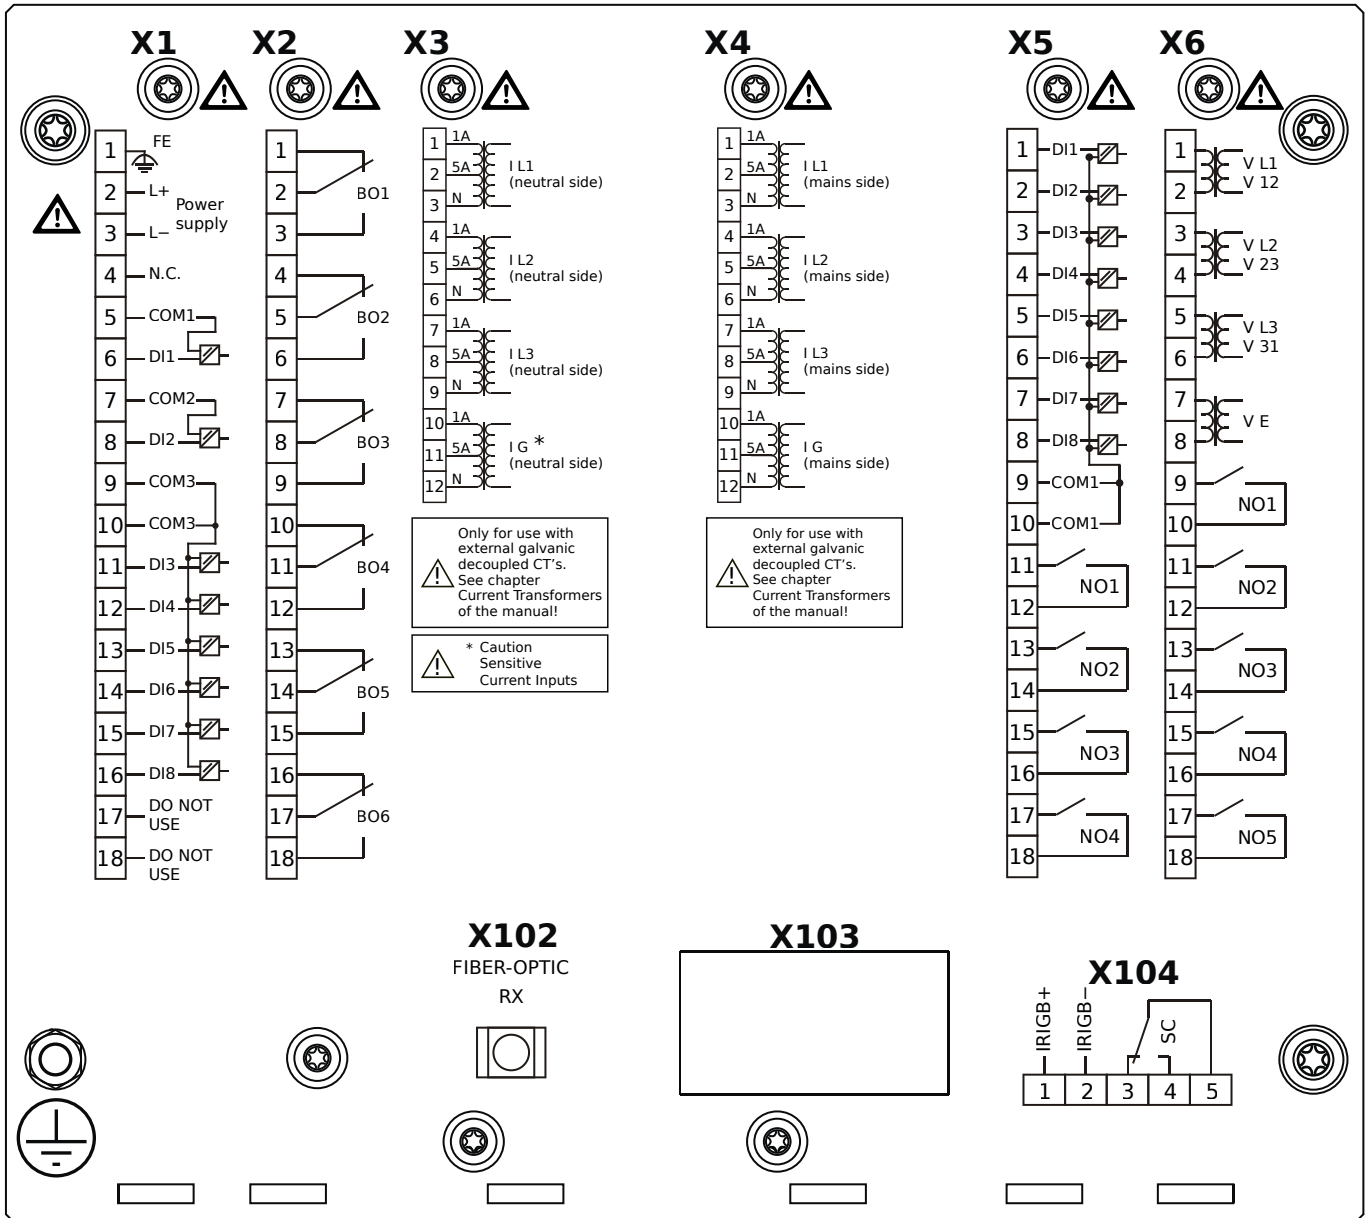 X1
1 FE
2 L+
Power
supply
3 L−
4 N.C.
5 COM1
6 DI1
7 COM2
8 DI2
9 COM3
10 COM3
11 DI3
12 DI4
13 DI5
14 DI6
15 DI7
16 DI8
17 DO NOT
USE
18 DO NOT
USE
X2
1
2 BO1
3
4
5 BO2
6
7
8 BO3
9
10
11 BO4
12
13
14 BO5
15
16
17 BO6
18
X3
1 1A
2 5A I L1
(neutral side)
3 N
4 1A
5 5A I L2
(neutral side)
6 N
7 1A
8 5A I L3
(neutral side)
9 N
10 1A
11 5A I G *
(neutral side)
12 N
Only for use with
external galvanic
decoupled CT’s.
See chapter
Current Transformers
of the manual!
* Caution
Sensitive
Current Inputs
X4
1 1A
2 5A I L1
(mains side)
3 N
4 1A
5 5A I L2
(mains side)
6 N
7 1A
8 5A I L3
(mains side)
9 N
10 1A
11 5A I G
(mains side)
12 N
Only for use with
external galvanic
decoupled CT’s.
See chapter
Current Transformers
of the manual!
X5
1 DI1
2 DI2
3 DI3
4 DI4
5 DI5
6 DI6
7 DI7
8 DI8
9 COM1
10 COM1
11
NO1
12
13
NO2
14
15
NO3
16
17
NO4
18
X6
1 V L1
2 V 12
3 V L2
4 V 23
5 V L3
6 V 31
7
V E
8
9
NO1
10
11
NO2
12
13
NO3
14
15
NO4
16
17
NO5
18
X102
FIBER-OPTIC
RX
X103
X104
IRIGB+
IRIGB−
SC
1 2 3 4 5